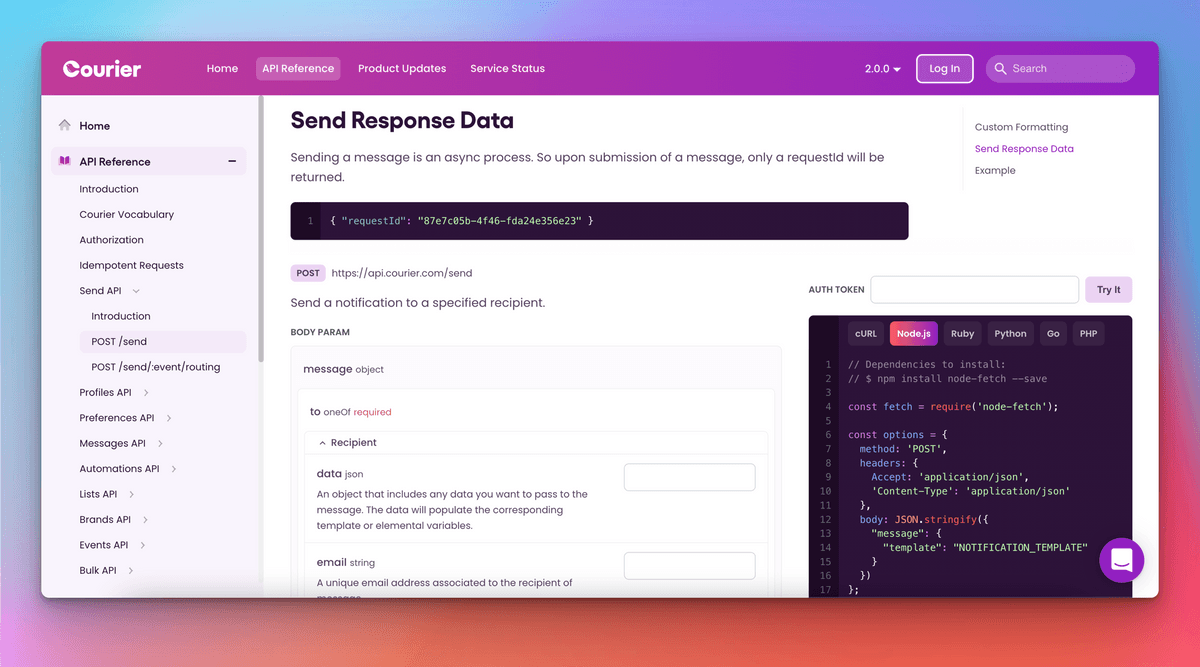 Courier
Home
API Reference
Product Updates
Service Status
2.0.0
Log In
Search
Home
API Reference
Introduction
Courier Vocabulary
Authorization
Idempotent Requests
Send API
Introduction
POST /send
POST /send/:event/routing
Profiles API
Preferences API
Messages API
Automations API
Lists API
Brands API
Events API
Bulk API
Send Response Data
Sending a message is an async process. So upon submission of a message, only a requestId will be
returned.
1 { "requestId": "87e7c05b-4f46-fda24e356e23" }
POST https://api.courier.com/send
Send a notification to a specified recipient.
BODY PARAM
message object
to oneOf required
Recipient
data json
An object that includes any data you want to pass to the
message. The data will populate the corresponding
template or elemental variables.
email string
A unique email address associated to the recipient of
message
Custom Formatting
Send Response Data
Example
AUTH TOKEN
Try It
cURL
Node.js
Ruby
Python
Go
PHP
1 // Dependencies to install:
2 // $ npm install node-fetch --save
3
4 const fetch = require('node-fetch');
5
6 const options = {
7 method: 'POST',
8 headers: {
9 Accept: 'application/json',
10 'Content-Type': 'application/json'
11 },
12 body: JSON.stringify({
13 "message": {
14 "template": "NOTIFICATION_TEMPLATE"
15 }
16 })
17 };